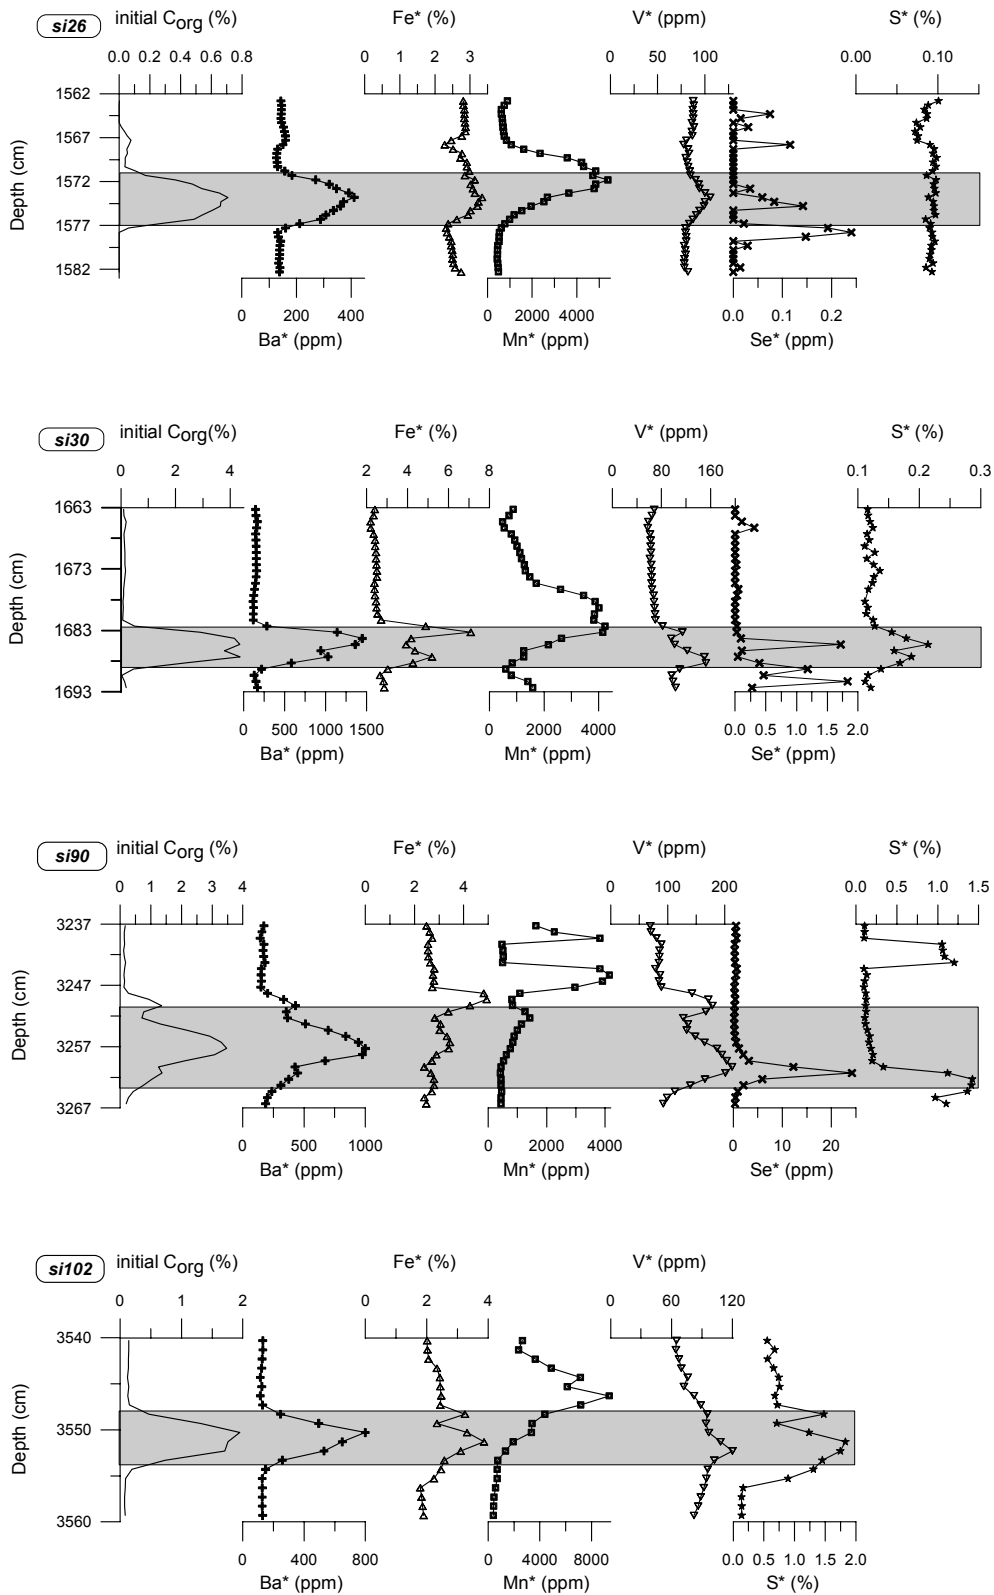 si26 initial Corg (%) Fe* (%) V* (ppm) S* (%)
0.0 0.2 0.4 0.6 0.8 0 1 2 3 0 50 100 0.00 0.10
Depth (cm)
1562
1567
1572
1577
1582
0 200 400 0 2000 4000 0.0 0.1 0.2
Ba* (ppm) Mn* (ppm) Se* (ppm)
si30 initial Corg(%) Fe* (%) V* (ppm) S* (%)
0 2 4 2 4 6 8 0 80 160 0.1 0.2 0.3
Depth (cm)
1663
1673
1683
1693
0 500 1000 1500 0 2000 4000 0.0 0.5 1.0 1.5 2.0
Ba* (ppm) Mn* (ppm) Se* (ppm)
si90 initial Corg (%) Fe* (%) V* (ppm) S* (%)
0 1 2 3 4 0 2 4 0 100 200 0.0 0.5 1.0 1.5
Depth (cm)
3237
3247
3257
3267
0 500 1000 0 2000 4000 0 10 20
Ba* (ppm) Mn* (ppm) Se* (ppm)
si102 initial Corg (%) Fe* (%) V* (ppm)
0 1 2 0 2 4 0 60 120
Depth (cm)
3540
3550
3560
0 400 800 0 4000 8000 0.0 0.5 1.0 1.5 2.0
Ba* (ppm) Mn* (ppm) S* (%)